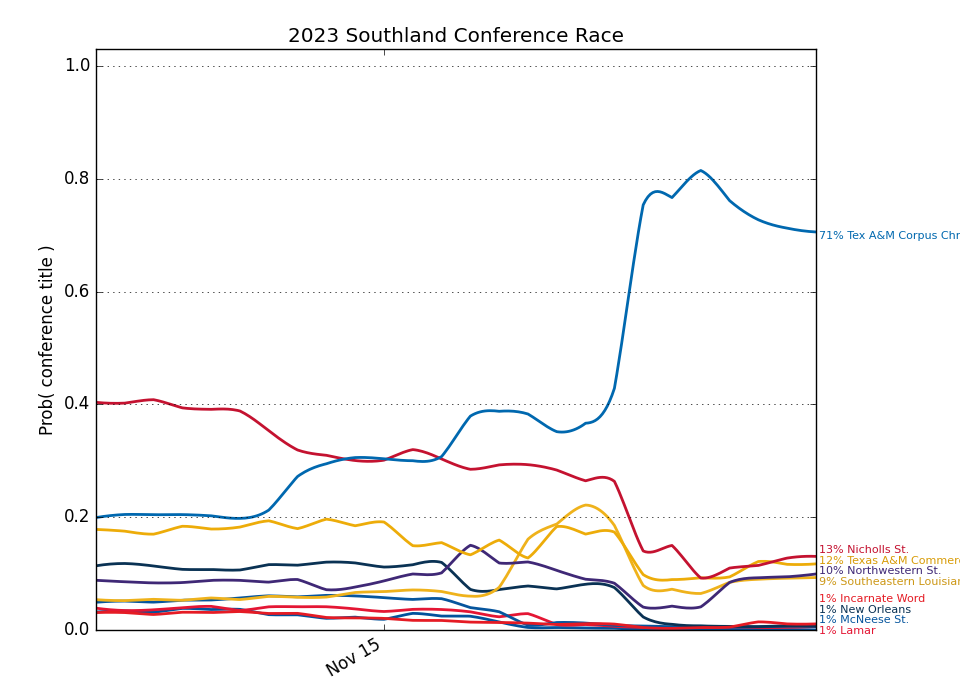 2023 Southland Conference Race
Prob( conference title )
1.0
0.8
0.6
0.4
0.2
0.0
Nov 15
71% Tex A&M Corpus Chr
13% Nicholls St.
12% Texas A&M Commerc
10% Northwestern St.
9% Southeastern Louisian
1% Incarnate Word
1% New Orleans
1% McNeese St.
1% Lamar